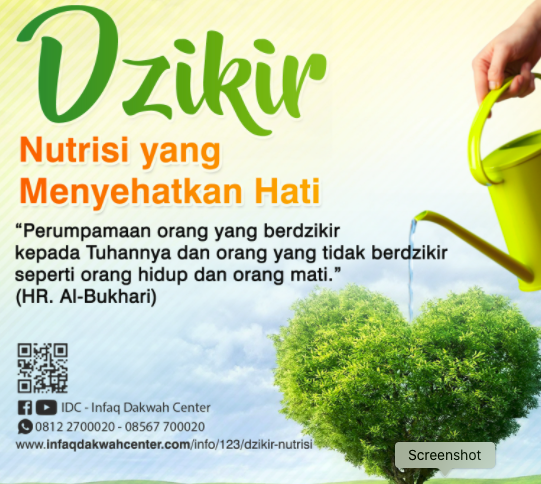 Dzikir
Nutrisi yang
Menyehatkan Hati
“Perumpamaan orang yang berdzikir
kepada Tuhannya dan orang yang tidak berdzikir
seperti orang hidup dan orang mati.”
(HR. Al-Bukhari)
IDC - Infaq Dakwah Center
0812 2700020 - 08567 700020
www.infaqdakwahcenter.com/info/123/dzikir-nutrisi
Screenshot